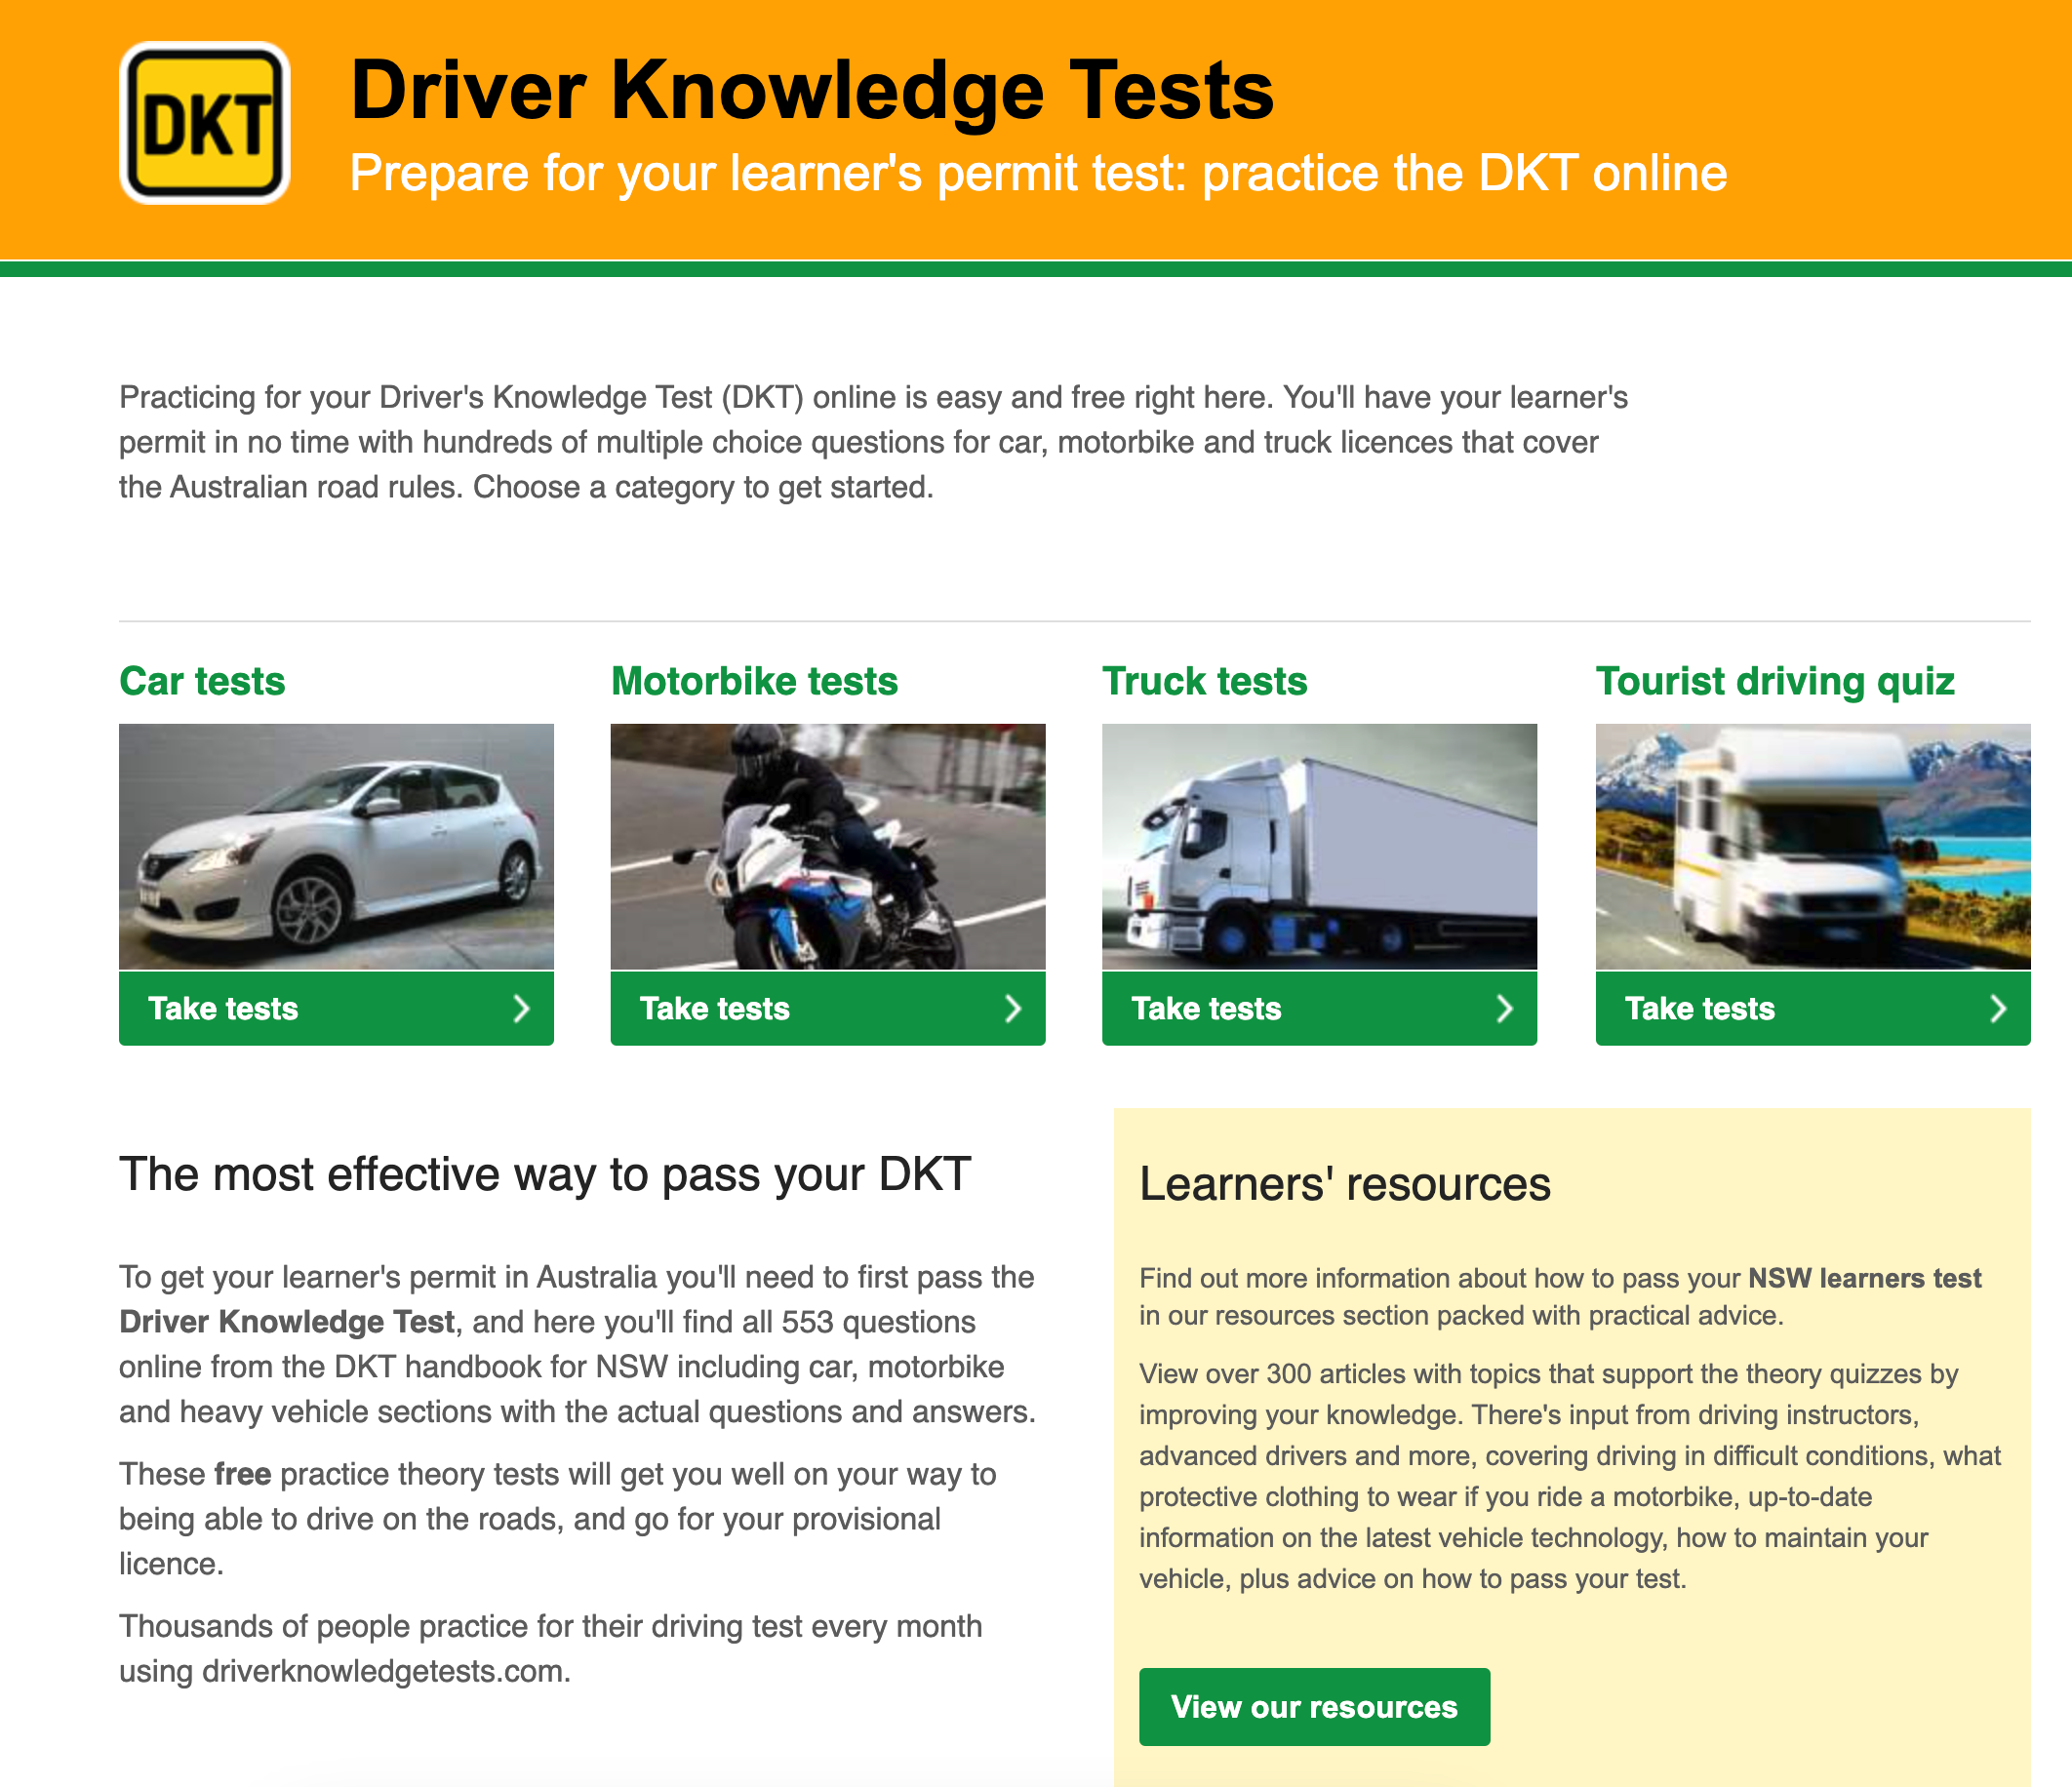 DKT
Driver Knowledge Tests
Prepare for your learner's permit test: practice the DKT online
Practicing for your Driver's Knowledge Test (DKT) online is easy and free right here. You'll have your learner's
permit in no time with hundreds of multiple choice questions for car, motorbike and truck licences that cover
the Australian road rules. Choose a category to get started.
Car tests
Take tests
Motorbike tests
Take tests
Truck tests
Take tests
Tourist driving quiz
Take tests
The most effective way to pass your DKT
To get your learner's permit in Australia you'll need to first pass the
Driver Knowledge Test, and here you'll find all 553 questions
online from the DKT handbook for NSW including car, motorbike
and heavy vehicle sections with the actual questions and answers.
These free practice theory tests will get you well on your way to
being able to drive on the roads, and go for your provisional
licence.
Thousands of people practice for their driving test every month
using driverknowledgetests.com.
Learners' resources
Find out more information about how to pass your NSW learners test
in our resources section packed with practical advice.
View over 300 articles with topics that support the theory quizzes by
improving your knowledge. There's input from driving instructors,
advanced drivers and more, covering driving in difficult conditions, what
protective clothing to wear if you ride a motorbike, up-to-date
information on the latest vehicle technology, how to maintain your
vehicle, plus advice on how to pass your test.
View our resources